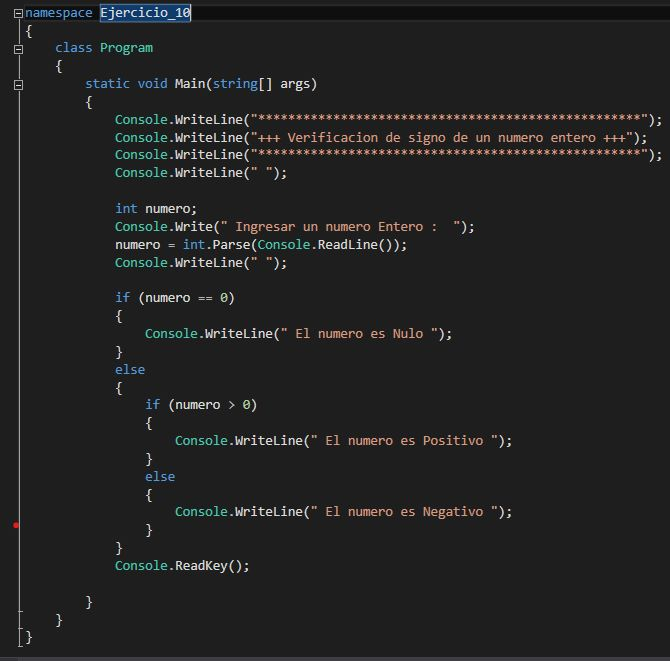 namespace Ejercicio_10
{
class Program
{
static void Main(string[] args)
{
Console.WriteLine("***************************************************");
Console.WriteLine("+++ Verificacion de signo de un numero entero +++");
Console.WriteLine("***************************************************");
Console.WriteLine(" ");
int numero;
Console.Write(" Ingresar un numero Entero :  ");
numero = int.Parse(Console.ReadLine());
Console.WriteLine(" ");
if (numero == 0)
{
Console.WriteLine(" El numero es Nulo ");
}
else
{
if (numero > 0)
{
Console.WriteLine(" El numero es Positivo ");
}
else
{
Console.WriteLine(" El numero es Negativo ");
}
}
Console.ReadKey();
}
}
}